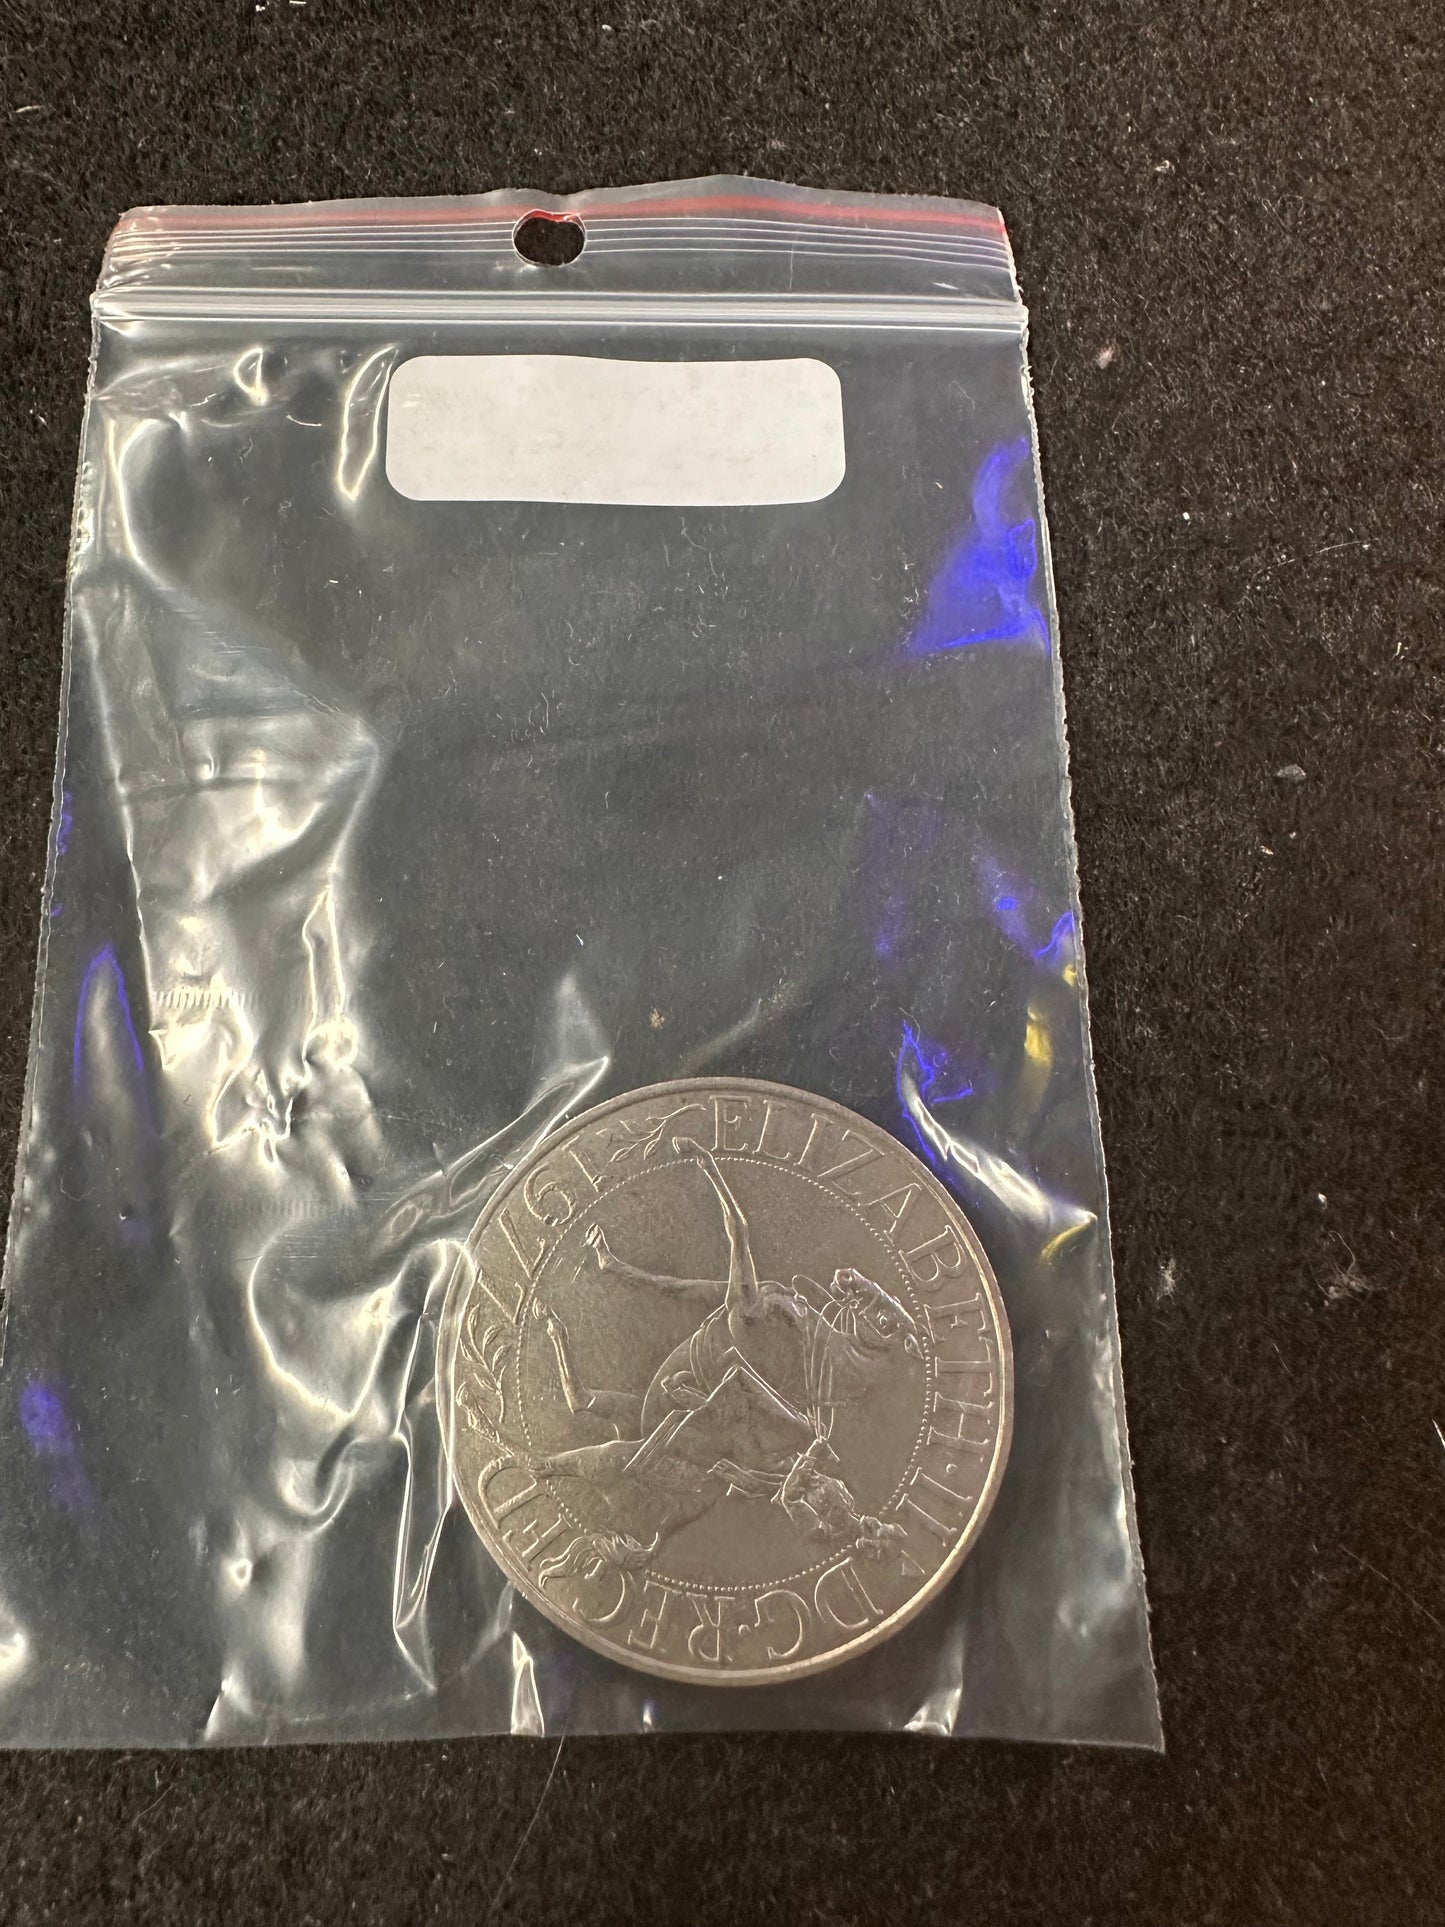 ELIZABETH·II D·G·REG F·D 1977